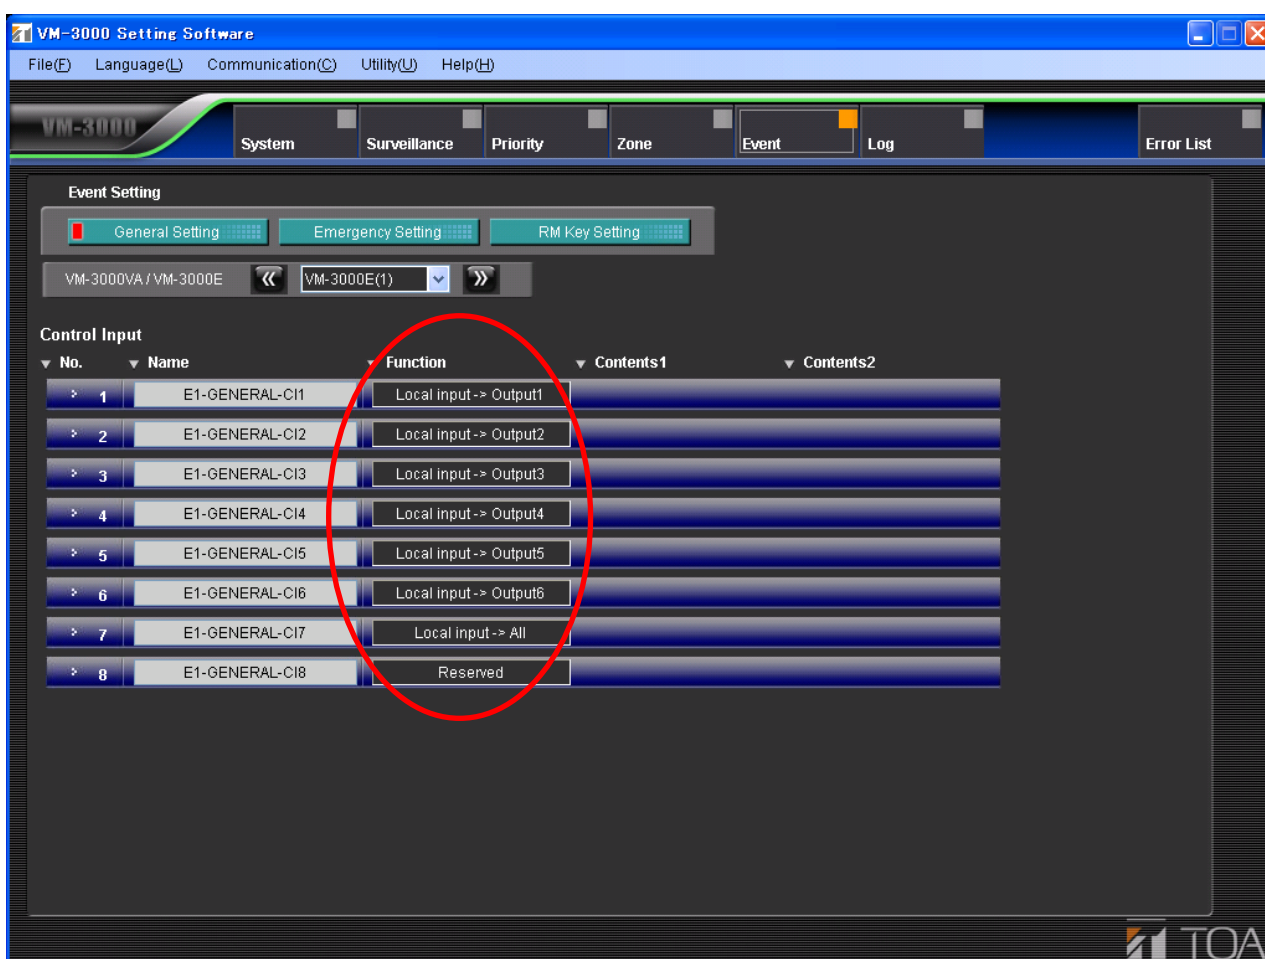 VM-3000 Setting Software
File(F) Language(L) Communication(C) Utility(U) Help(H)
VM-3000
System Surveillance Priority Zone Event Log Error List
Event Setting
General Setting Emergency Setting RM Key Setting
VM-3000VA / VM-3000E VM-3000E(1)
Control Input
No. Name Function Contents1 Contents2
1 E1-GENERAL-CI1 Local input -> Output1
2 E1-GENERAL-CI2 Local input -> Output2
3 E1-GENERAL-CI3 Local input -> Output3
4 E1-GENERAL-CI4 Local input -> Output4
5 E1-GENERAL-CI5 Local input -> Output5
6 E1-GENERAL-CI6 Local input -> Output6
7 E1-GENERAL-CI7 Local input -> All
8 E1-GENERAL-CI8 Reserved
TOA